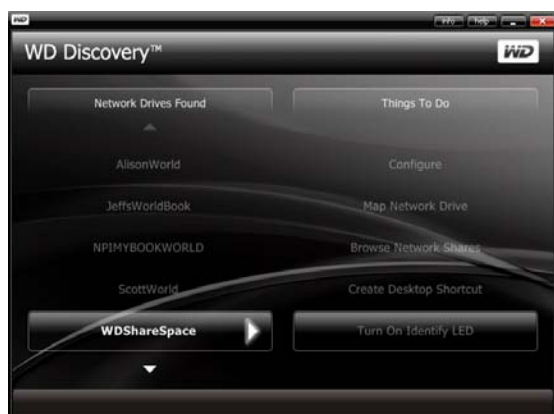 WD
info
help
WD Discovery™
WD
Network Drives Found
Things To Do
AlisonWorld
Configure
JeffsWorldBook
Map Network Drive
NPIMYBOOKWORLD
Browse Network Shares
ScottWorld
Create Desktop Shortcut
WDShareSpace
Turn On Identify LED